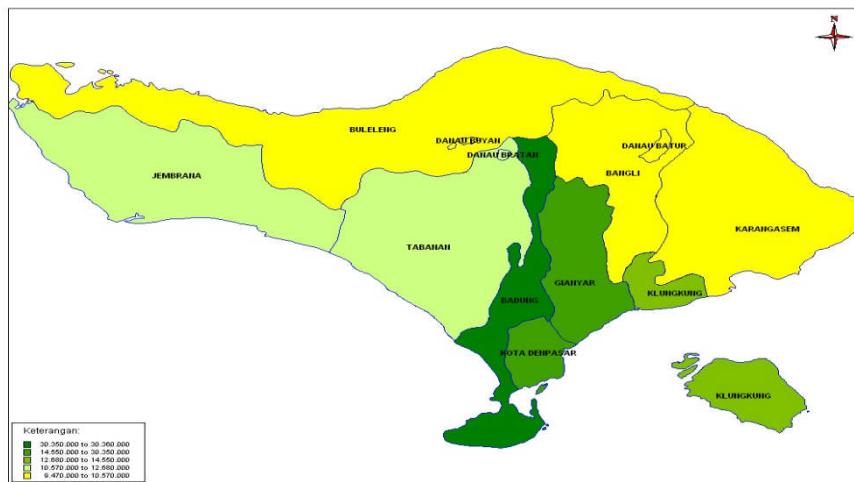 BULELENG
DANAU BUYAN
DANAU BRATAN
DANAU BATUR
JEMBRANA
BANGLI
TABANAN
KARANGASEM
GIANYAR
KLUNGKUNG
BADUNG
KOTA DENPASAR
KLUNGKUNG
Keterangan:
30.350.000 to 30.360.000
14.550.000 to 30.350.000
12.680.000 to 14.550.000
10.570.000 to 12.680.000
9.470.000 to 10.570.000